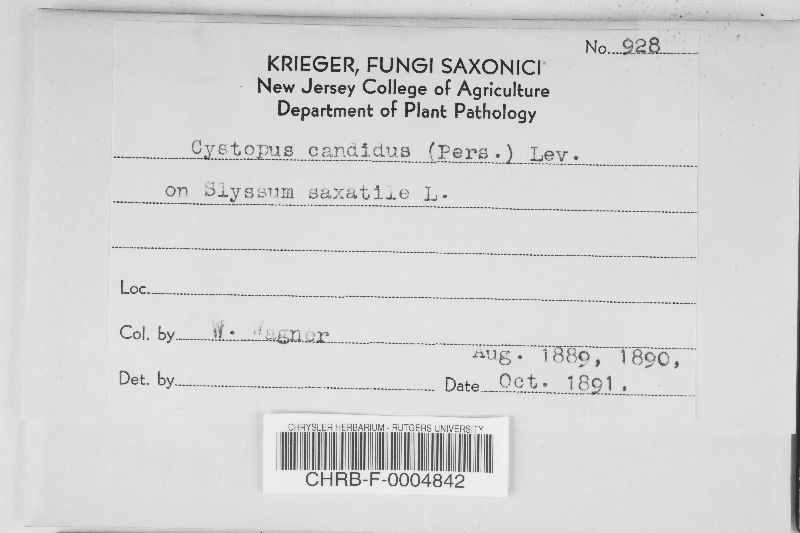 No. 928
KRIEGER, FUNGI SAXONICI
New Jersey College of Agriculture
Department of Plant Pathology
Cystopus candidus (Pers.) Lev.
on Slyssum saxatile L.
Loc.
Col. by W. Wagner
Aug. 1889, 1890,
Det. by Date Oct. 1891.
CHRYSLER HERBARIUM - RUTGERS UNIVERSITY
CHRB-F-0004842